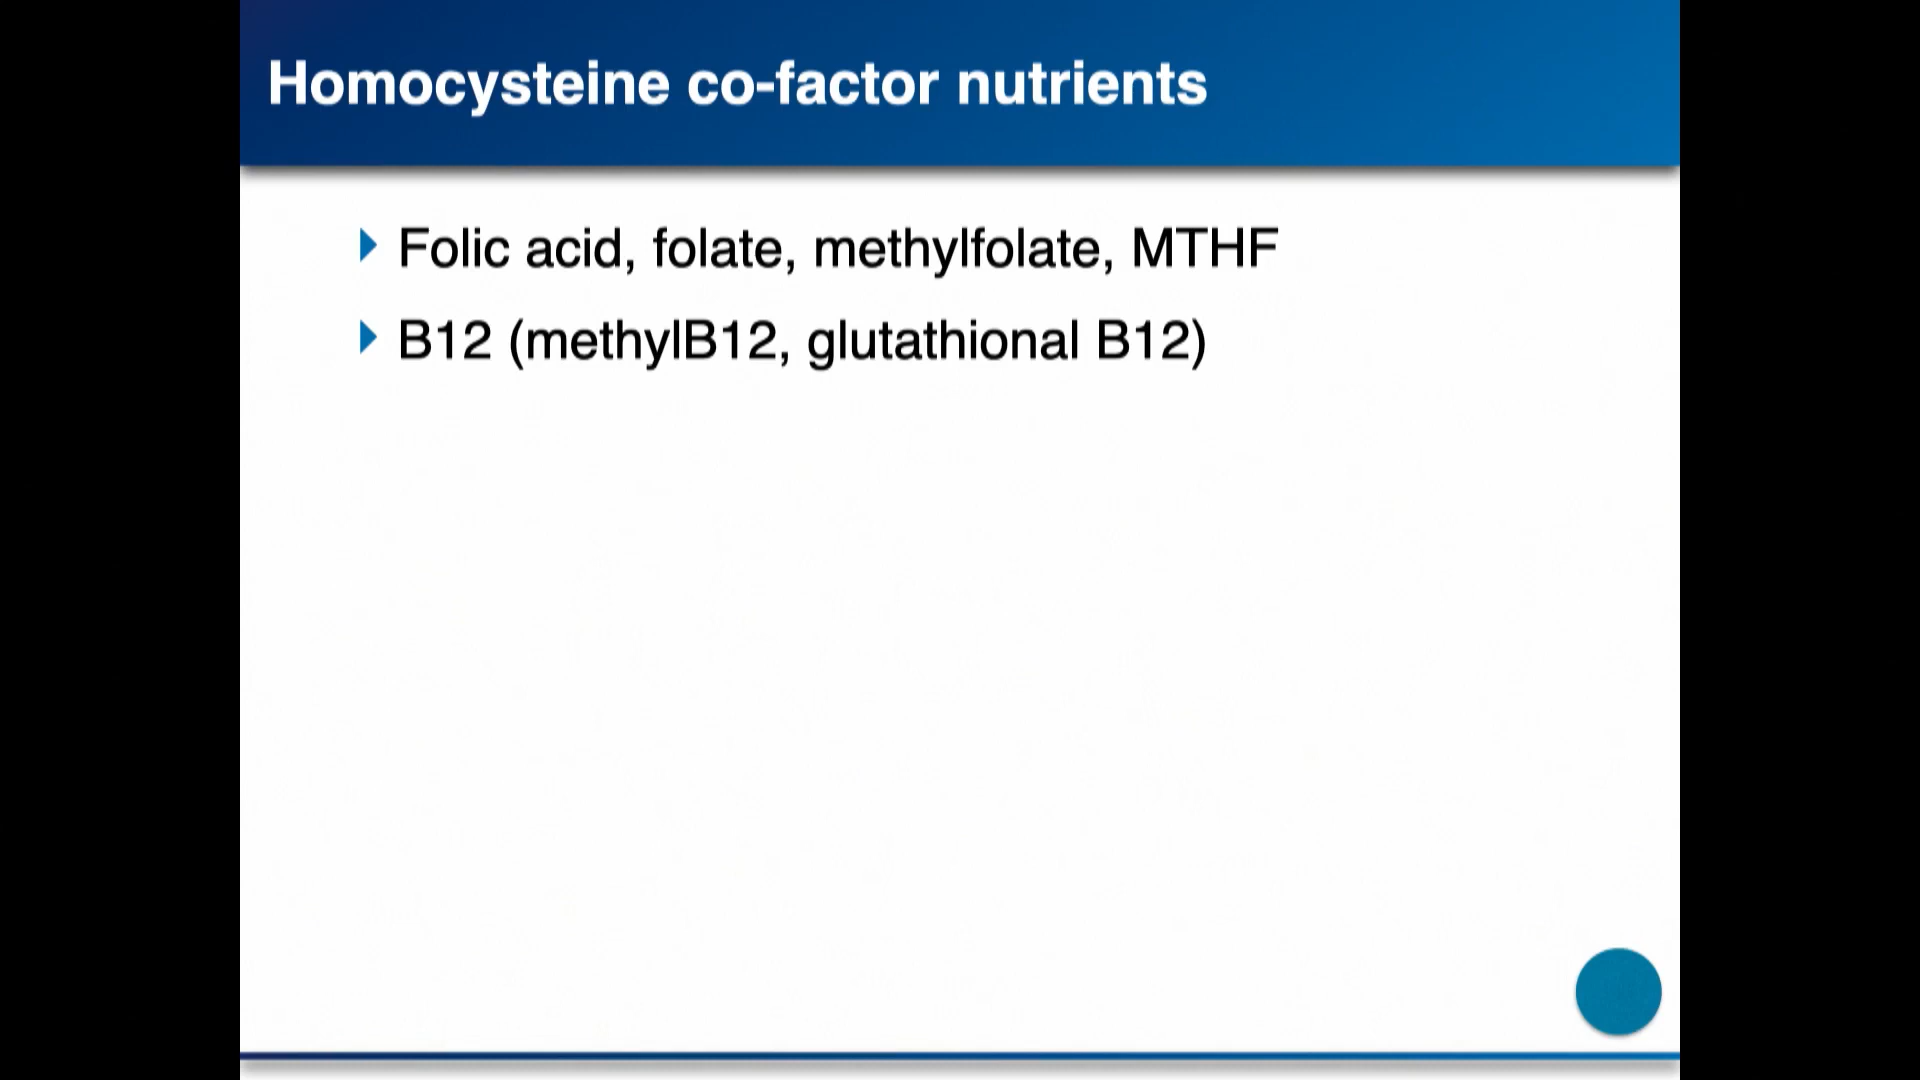 Homocysteine co-factor nutrients
Folic acid, folate, methylfolate, MTHF
B12 (methylB12, glutathional B12)